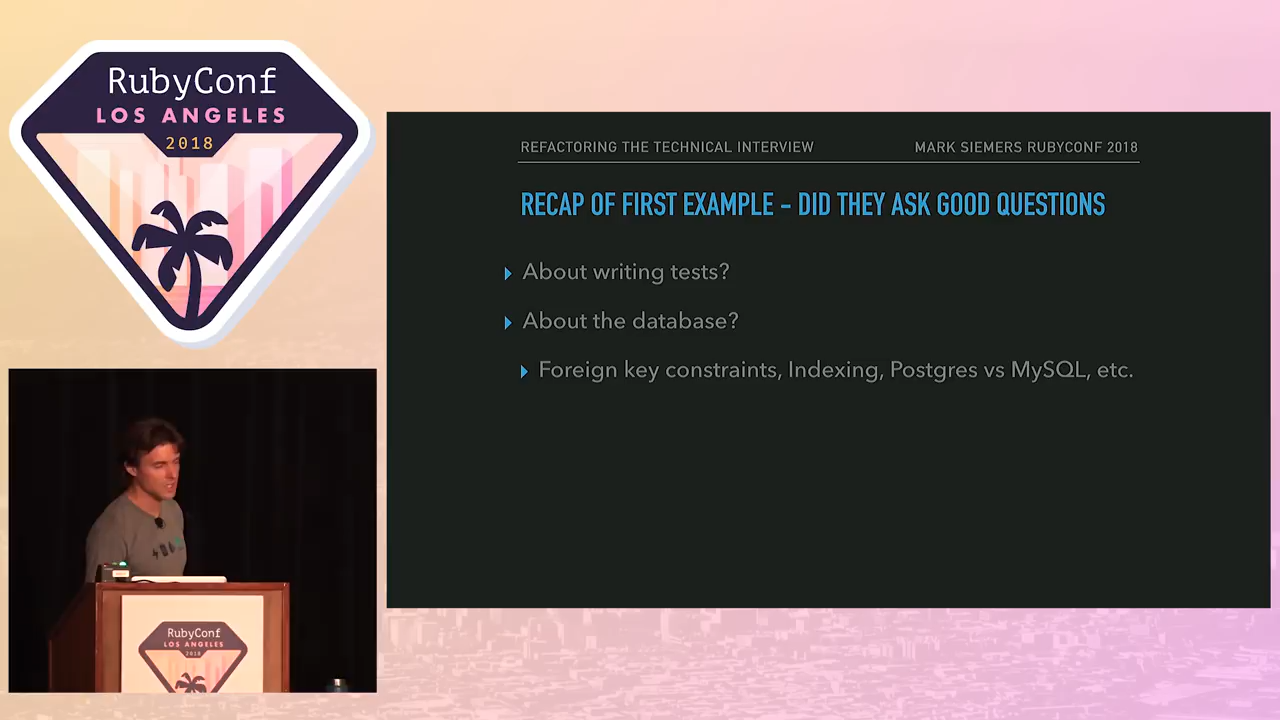 RubyConf
LOS ANGELES
2018
REFACTORING THE TECHNICAL INTERVIEW
MARK SIEMERS RUBYCONF 2018
RECAP OF FIRST EXAMPLE – DID THEY ASK GOOD QUESTIONS
About writing tests?
About the database?
Foreign key constraints, Indexing, Postgres vs MySQL, etc.
RubyConf
LOS ANGELES
2018